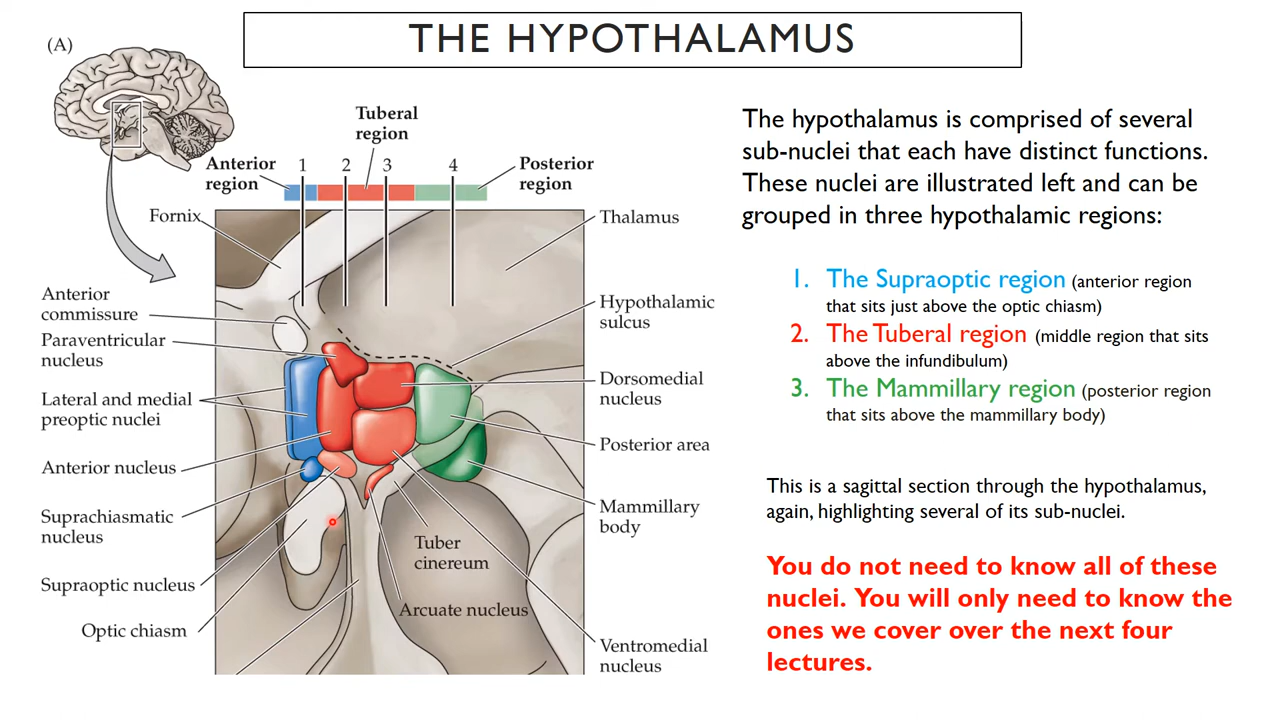 THE HYPOTHALAMUS
(A)
Tuberal
region
Anterior
region
1
2
3
4
Posterior
region
Fornix
Thalamus
Anterior
commissure
Hypothalamic
sulcus
Paraventricular
nucleus
Lateral and medial
preoptic nuclei
Dorsomedial
nucleus
Anterior nucleus
Posterior area
Suprachiasmatic
nucleus
Mammillary
body
Supraoptic nucleus
Tuber
cinereum
Optic chiasm
Arcuate nucleus
Ventromedial
nucleus
The hypothalamus is comprised of several
sub-nuclei that each have distinct functions.
These nuclei are illustrated left and can be
grouped in three hypothalamic regions:
1. The Supraoptic region (anterior region
that sits just above the optic chiasm)
2. The Tuberal region (middle region that sits
above the infundibulum)
3. The Mammillary region (posterior region
that sits above the mammillary body)
This is a sagittal section through the hypothalamus,
again, highlighting several of its sub-nuclei.
You do not need to know all of these
nuclei. You will only need to know the
ones we cover over the next four
lectures.